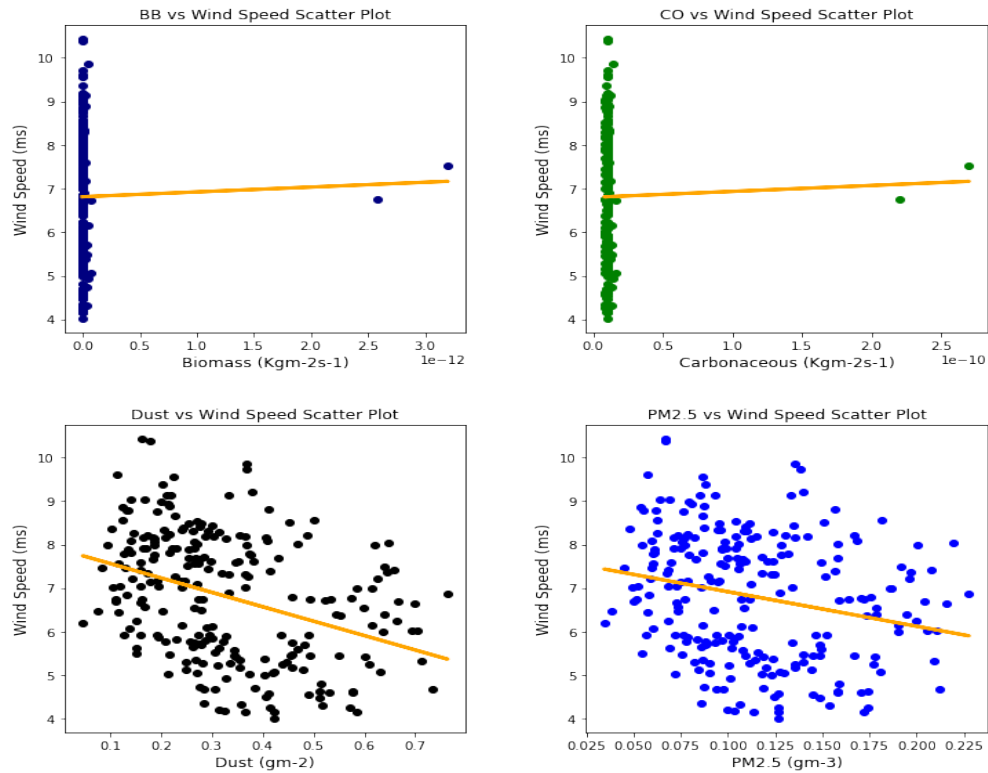 BB vs Wind Speed Scatter Plot
Wind Speed (ms)
10
9
8
7
6
5
4
0.0 0.5 1.0 1.5 2.0 2.5 3.0
1e−12
Biomass (Kgm-2s-1)
CO vs Wind Speed Scatter Plot
Wind Speed (ms)
10
9
8
7
6
5
4
0.0 0.5 1.0 1.5 2.0 2.5
1e−10
Carbonaceous (Kgm-2s-1)
Dust vs Wind Speed Scatter Plot
Wind Speed (ms)
10
9
8
7
6
5
4
0.1 0.2 0.3 0.4 0.5 0.6 0.7
Dust (gm-2)
PM2.5 vs Wind Speed Scatter Plot
Wind Speed (ms)
10
9
8
7
6
5
4
0.025 0.050 0.075 0.100 0.125 0.150 0.175 0.200 0.225
PM2.5 (gm-3)